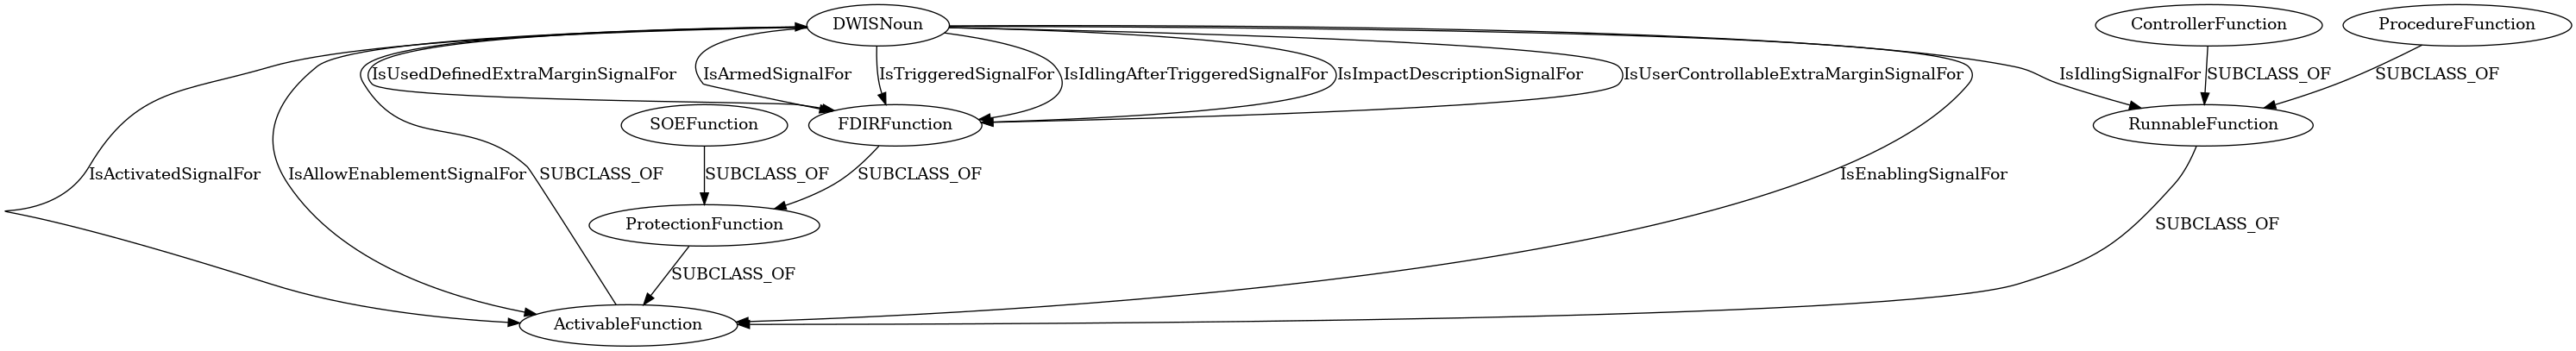 DWISNoun
ControllerFunction
ProcedureFunction
IsUsedDefinedExtraMarginSignalFor
IsArmedSignalFor
IsTriggeredSignalFor
IsIdlingAfterTriggeredSignalFor
IsImpactDescriptionSignalFor
IsUserControllableExtraMarginSignalFor
IsIdlingSignalFor
SUBCLASS_OF
SUBCLASS_OF
SOEFunction
FDIRFunction
RunnableFunction
IsActivatedSignalFor
IsAllowEnablementSignalFor
SUBCLASS_OF
SUBCLASS_OF
SUBCLASS_OF
IsEnablingSignalFor
ProtectionFunction
SUBCLASS_OF
SUBCLASS_OF
ActivableFunction